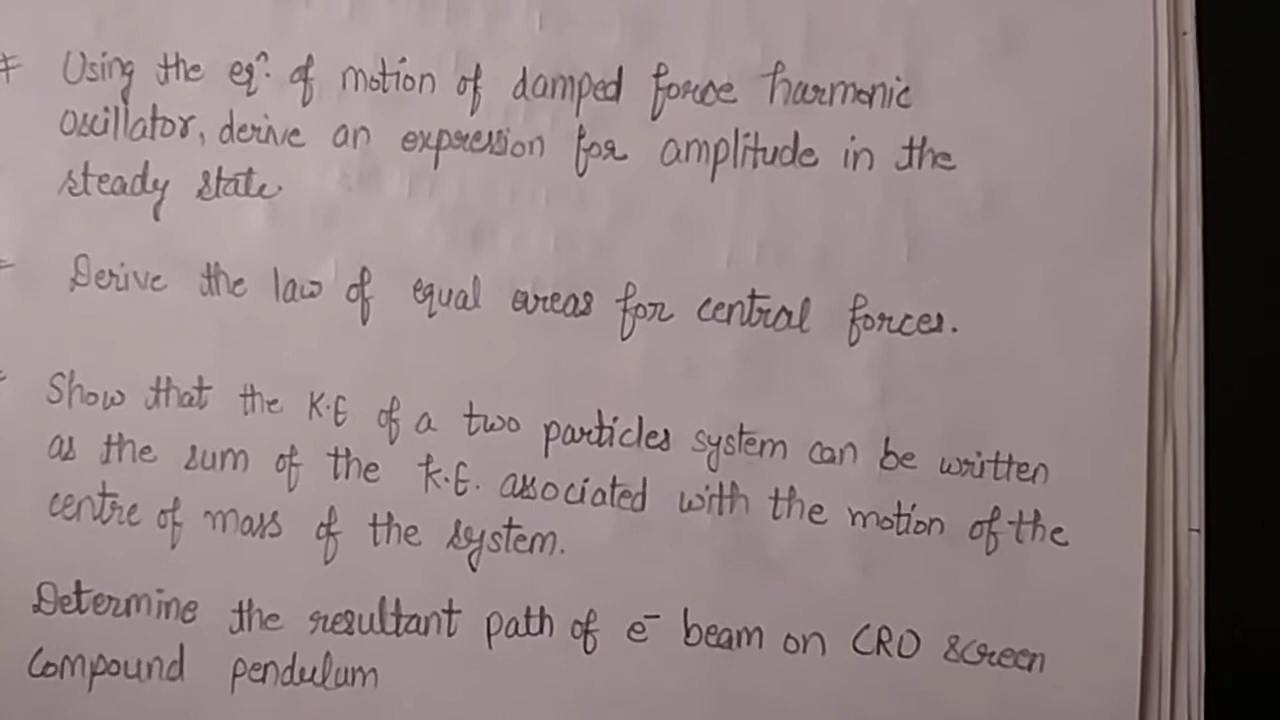 Using the eqⁿ. of motion of damped force harmonic
oscillator, derive an expression for amplitude in the
steady state
Derive the law of equal areas for central forces.
Show that the K.E of a two particles system can be written
as the sum of the K.E. associated with the motion of the
centre of mass of the system.
Determine the resultant path of e⁻ beam on CRO screen
Compound pendulum